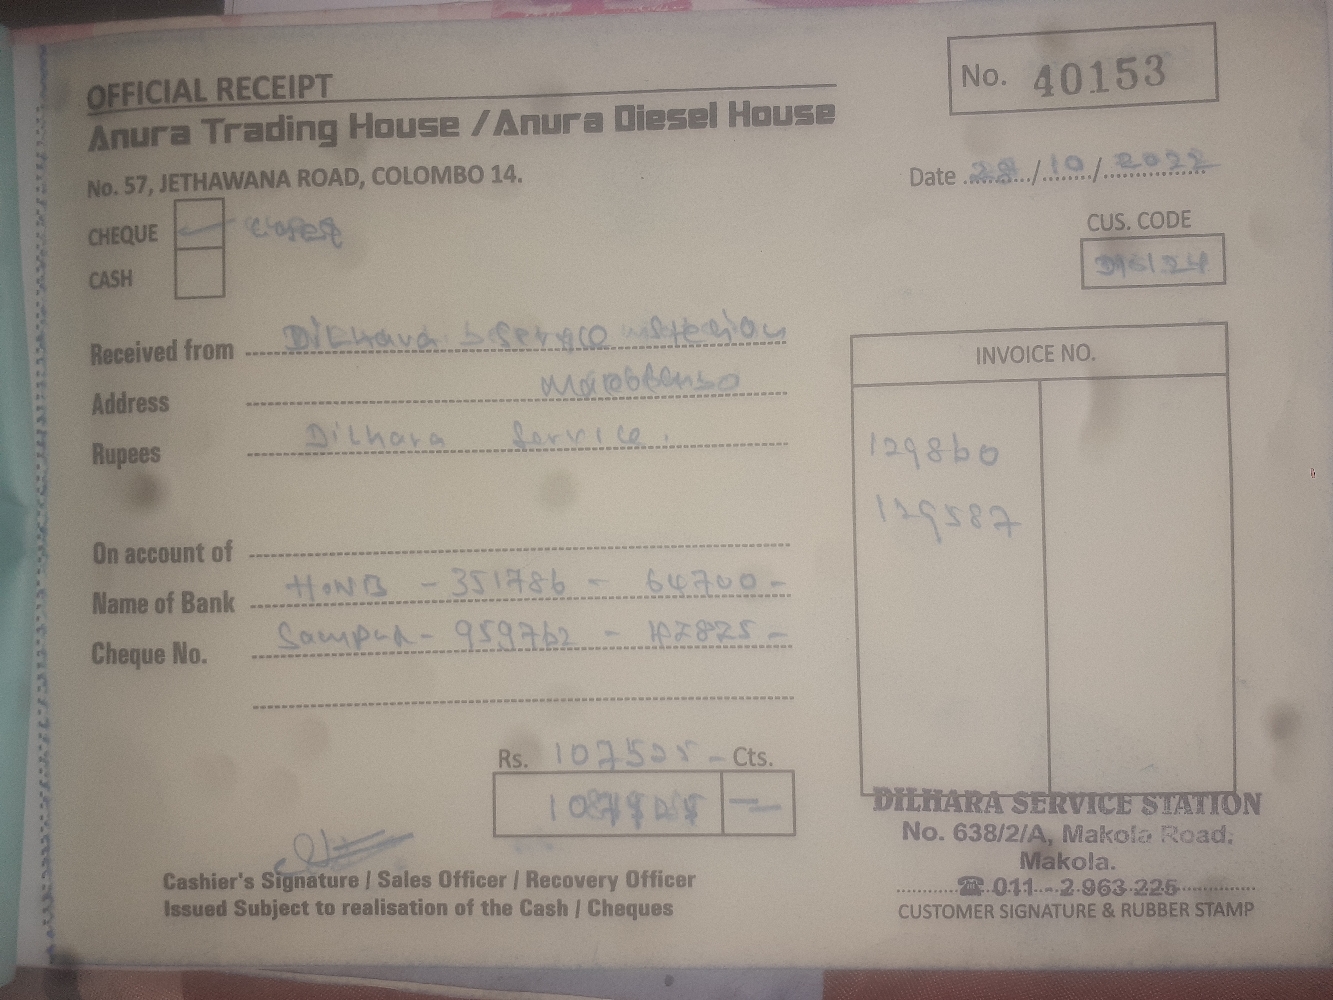 OFFICIAL RECEIPT
No. 40153
Anura Trading House / Anura Diesel House
No. 57, JETHAWANA ROAD, COLOMBO 14.
Date 28/10/2022
CHEQUE
CUS. CODE
CASH
Received from Dilhara Service
Address
Rupees Dilhara Service.
INVOICE NO.
129860
129587
On account of
Name of Bank HNB - 351786 - 64700 -
Cheque No. Sampath - 959762 - 42825 -
Rs. 107525 - Cts.
DILHARA SERVICE STATION
No. 638/2/A, Makola Road,
Makola.
☎ 011 - 2 963 225
Cashier's Signature / Sales Officer / Recovery Officer
Issued Subject to realisation of the Cash / Cheques
CUSTOMER SIGNATURE & RUBBER STAMP